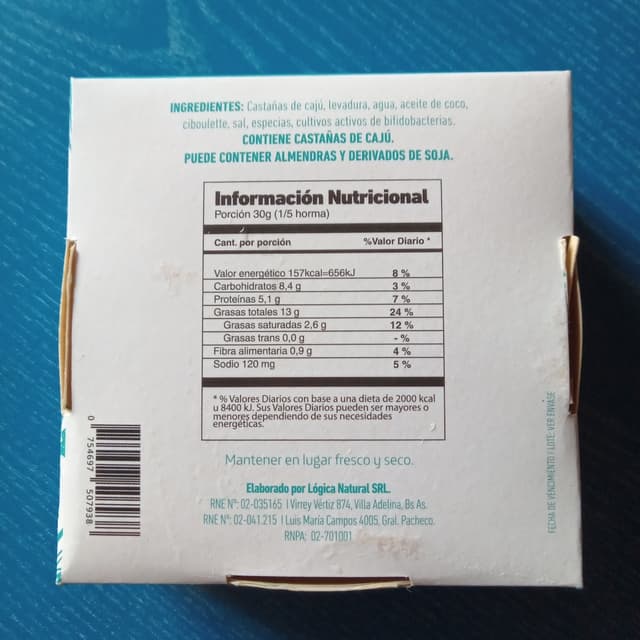 INGREDIENTES: Castañas de cajú, levadura, agua, aceite de coco,
ciboulette, sal, especias, cultivos activos de bifidobacterias.
CONTIENE CASTAÑAS DE CAJÚ.
PUEDE CONTENER ALMENDRAS Y DERIVADOS DE SOJA.
Información Nutricional
Porción 30g (1/5 horma)
Cant. por porción %Valor Diario *
Valor energético 157kcal=656kJ 8 %
Carbohidratos 8,4 g 3 %
Proteínas 5,1 g 7 %
Grasas totales 13 g 24 %
Grasas saturadas 2,6 g 12 %
Grasas trans 0,0 g - %
Fibra alimentaria 0,9 g 4 %
Sodio 120 mg 5 %
* % Valores Diarios con base a una dieta de 2000 kcal
u 8400 kJ. Sus Valores Diarios pueden ser mayores o
menores dependiendo de sus necesidades
energéticas.
Mantener en lugar fresco y seco.
Elaborado por Lógica Natural SRL.
RNE Nº: 02-035165 | Virrey Vértiz 874, Villa Adelina, Bs As.
RNE Nº: 02-041.215 | Luis María Campos 4005, Gral. Pacheco.
RNPA: 02-701001
0 754697 507938
FECHA DE VENCIMIENTO / LOTE: VER ENVASE